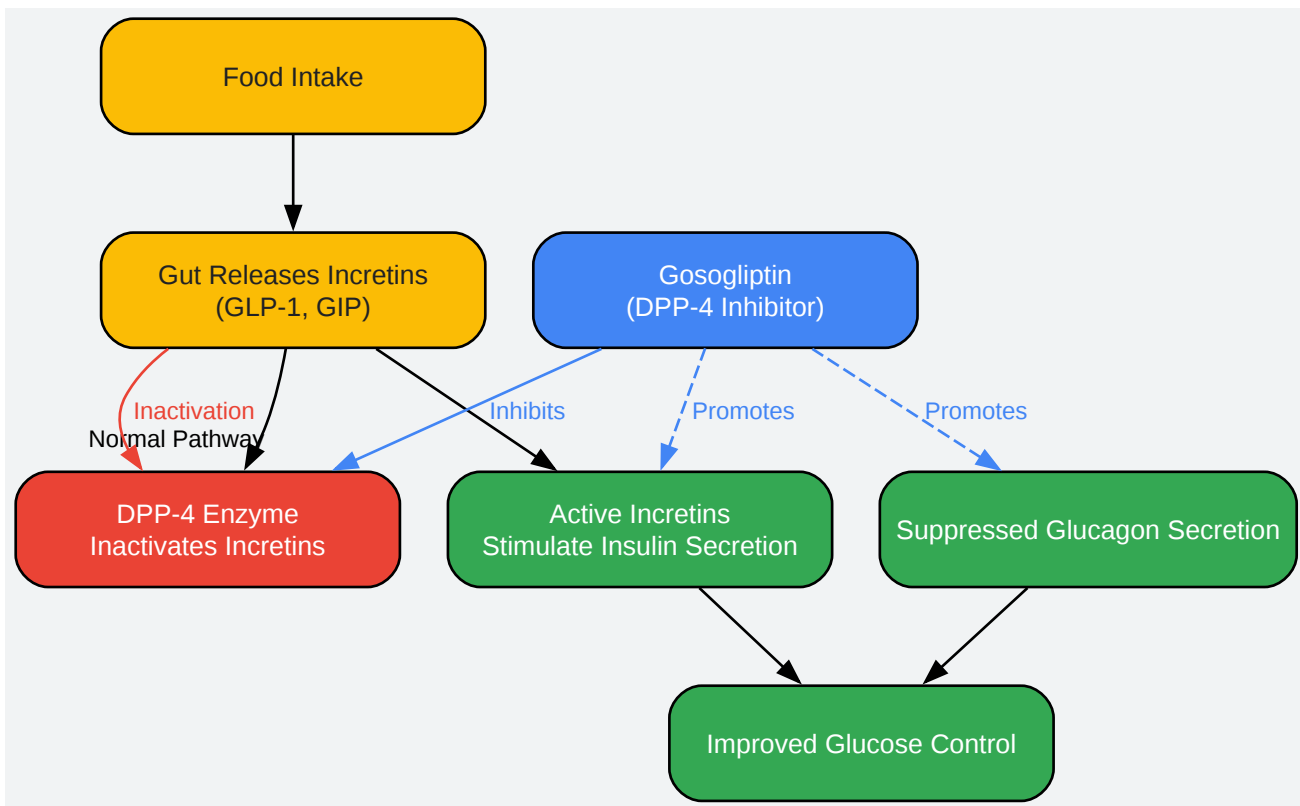 Food Intake
Gut Releases Incretins
(GLP-1, GIP)
Gosogliptin
(DPP-4 Inhibitor)
Inactivation
Normal Pathway
Inhibits
Promotes
Promotes
DPP-4 Enzyme
Inactivates Incretins
Active Incretins
Stimulate Insulin Secretion
Suppressed Glucagon Secretion
Improved Glucose Control